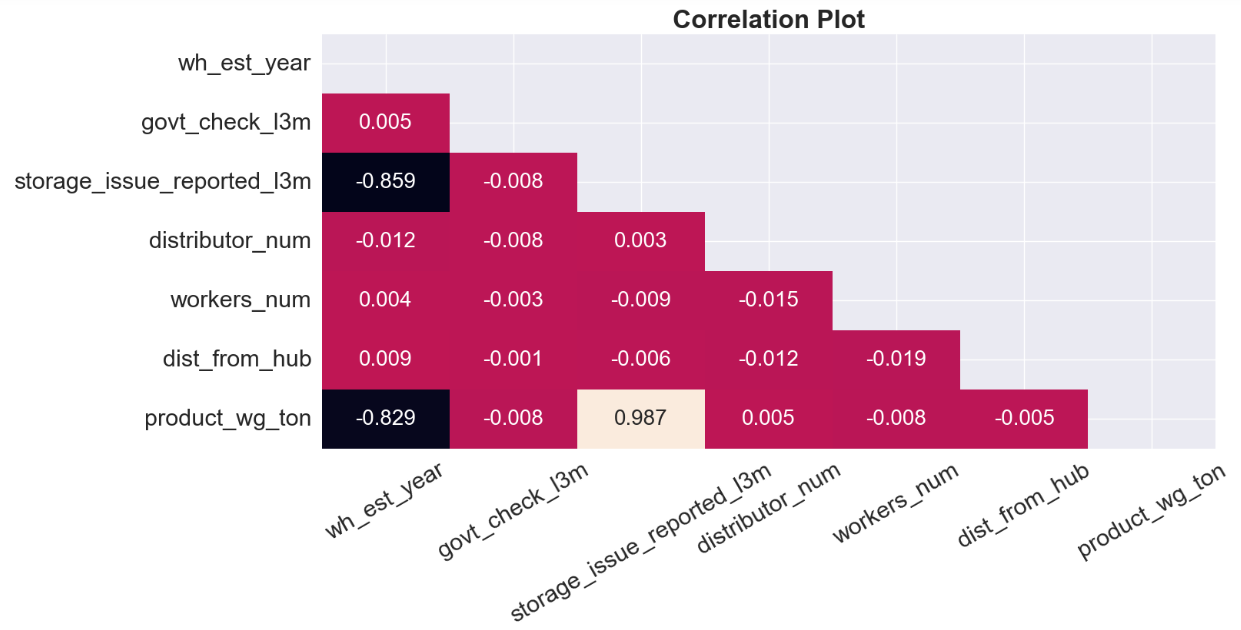 Correlation Plot
wh_est_year
govt_check_l3m 0.005
storage_issue_reported_l3m -0.859 -0.008
distributor_num -0.012 -0.008 0.003
workers_num 0.004 -0.003 -0.009 -0.015
dist_from_hub 0.009 -0.001 -0.006 -0.012 -0.019
product_wg_ton -0.829 -0.008 0.987 0.005 -0.008 -0.005
wh_est_year govt_check_l3m storage_issue_reported_l3m distributor_num workers_num dist_from_hub product_wg_ton